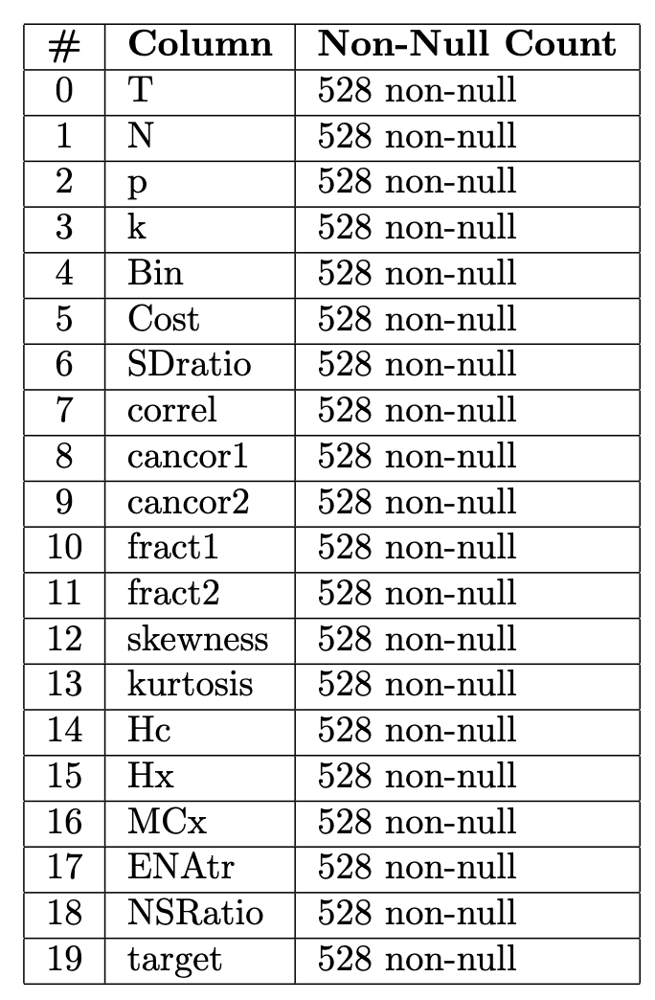 # Column Non-Null Count
0 T 528 non-null
1 N 528 non-null
2 p 528 non-null
3 k 528 non-null
4 Bin 528 non-null
5 Cost 528 non-null
6 SDratio 528 non-null
7 correl 528 non-null
8 cancor1 528 non-null
9 cancor2 528 non-null
10 fract1 528 non-null
11 fract2 528 non-null
12 skewness 528 non-null
13 kurtosis 528 non-null
14 Hc 528 non-null
15 Hx 528 non-null
16 MCx 528 non-null
17 ENAtr 528 non-null
18 NSRatio 528 non-null
19 target 528 non-null